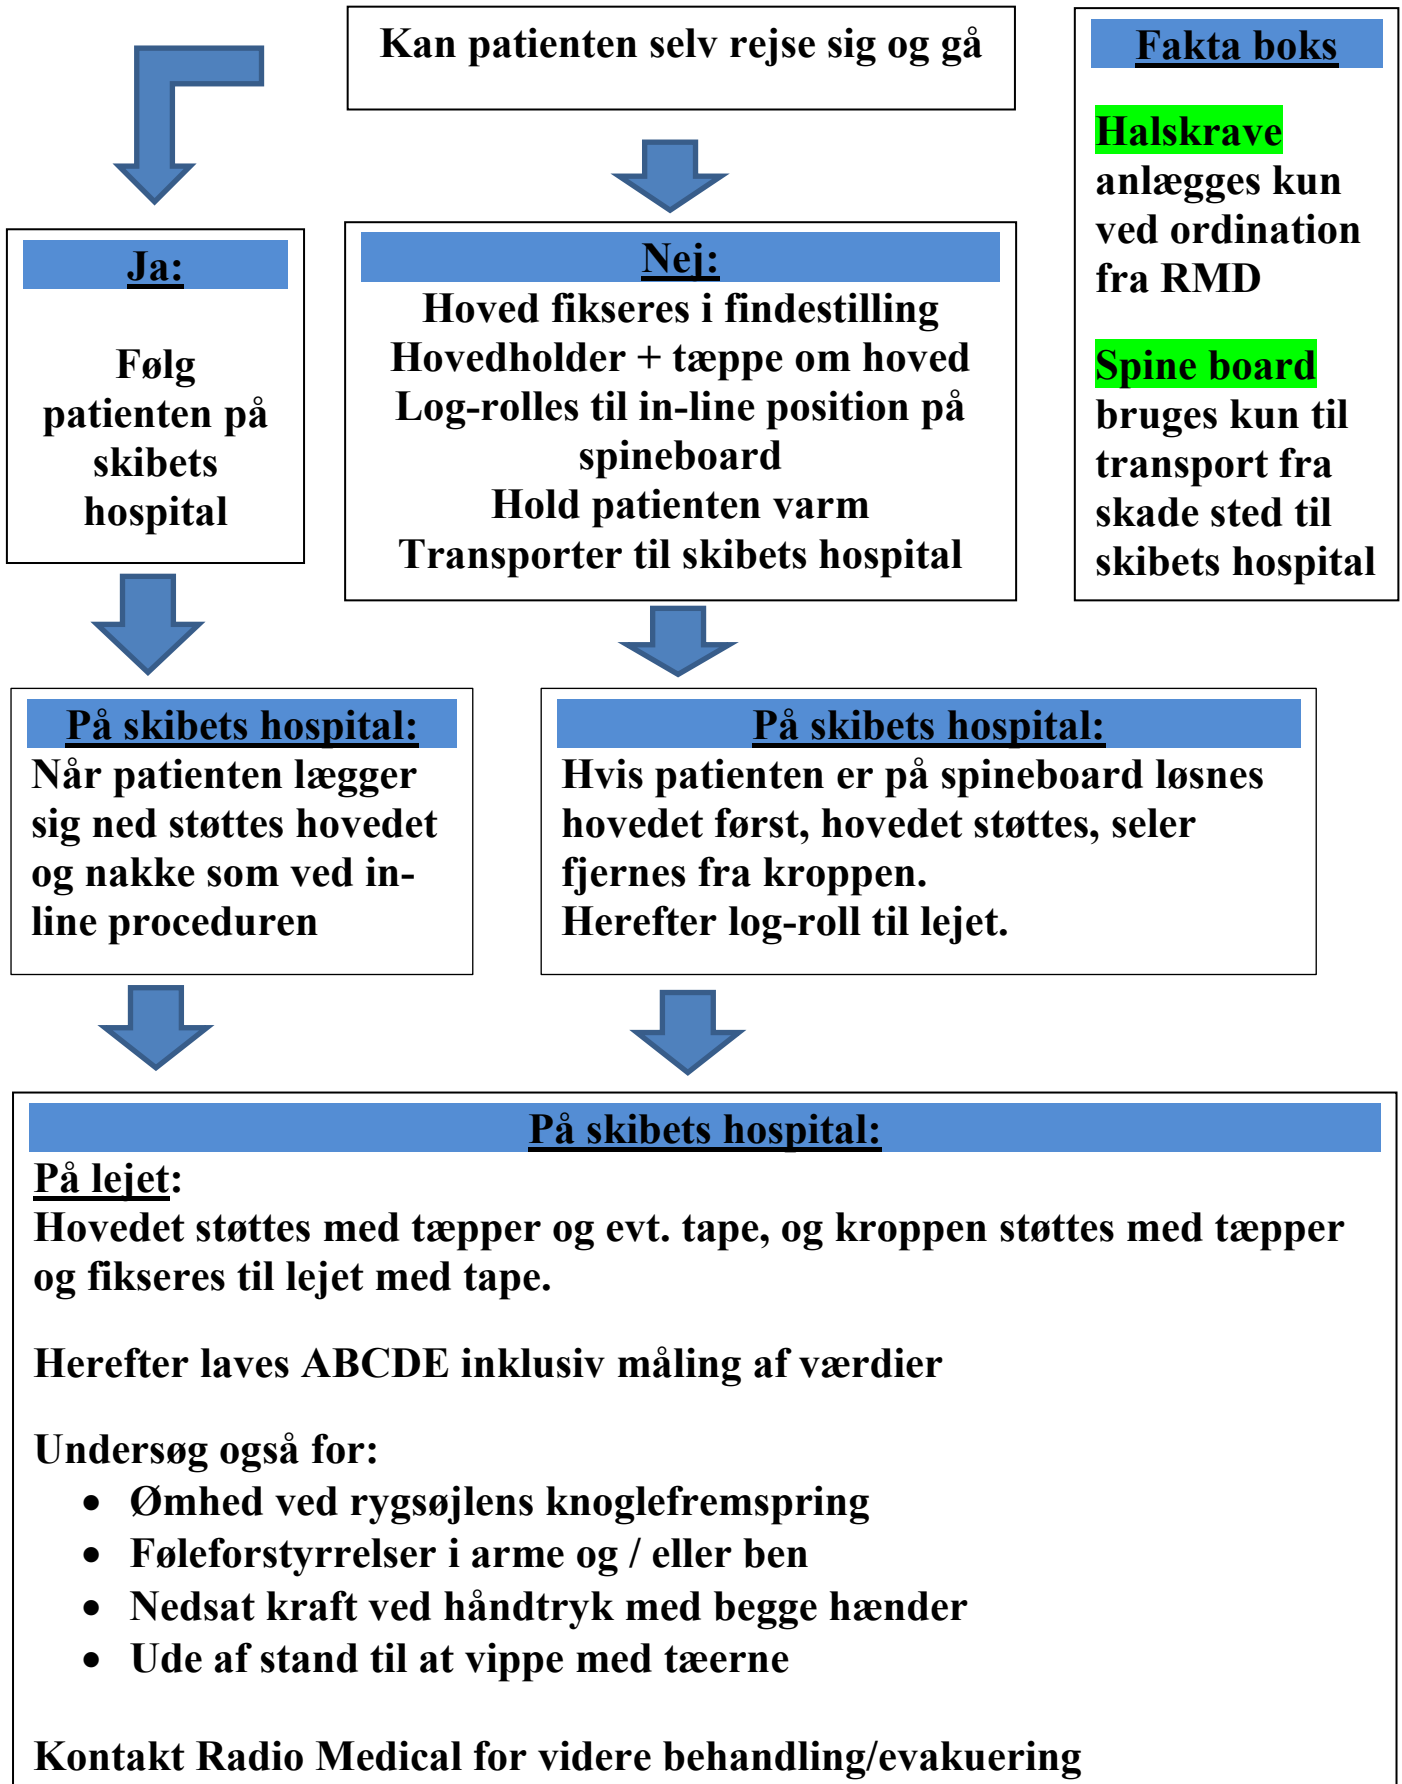 Kan patienten selv rejse sig og gå
Fakta boks
Halskrave
anlægges kun
ved ordination
fra RMD
Spine board
bruges kun til
transport fra
skade sted til
skibets hospital
Ja:
Følg
patienten på
skibets
hospital
Nej:
Hoved fikseres i findestilling
Hovedholder + tæppe om hoved
Log-rolles til in-line position på
spineboard
Hold patienten varm
Transporter til skibets hospital
På skibets hospital:
Når patienten lægger
sig ned støttes hovedet
og nakke som ved in-
line proceduren
På skibets hospital:
Hvis patienten er på spineboard løsnes
hovedet først, hovedet støttes, seler
fjernes fra kroppen.
Herefter log-roll til lejet.
På skibets hospital:
På lejet:
Hovedet støttes med tæpper og evt. tape, og kroppen støttes med tæpper
og fikseres til lejet med tape.
Herefter laves ABCDE inklusiv måling af værdier
Undersøg også for:
• Ømhed ved rygsøjlens knoglefremspring
• Føleforstyrrelser i arme og / eller ben
• Nedsat kraft ved håndtryk med begge hænder
• Ude af stand til at vippe med tæerne
Kontakt Radio Medical for videre behandling/evakuering